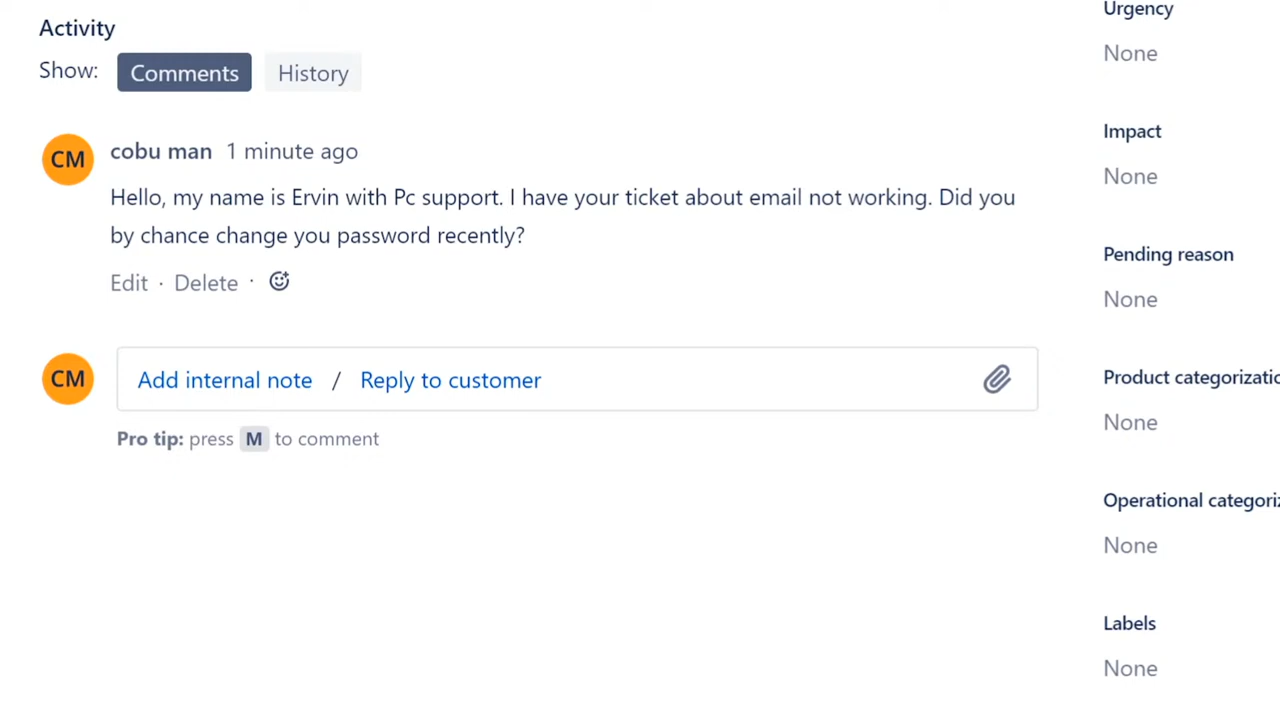 Activity
Show: Comments History
CM cobu man 1 minute ago
Hello, my name is Ervin with Pc support. I have your ticket about email not working. Did you
by chance change you password recently?
Edit · Delete ·
CM Add internal note / Reply to customer
Pro tip: press M to comment
Urgency
None
Impact
None
Pending reason
None
Product categorizatio
None
Operational categoriz
None
Labels
None